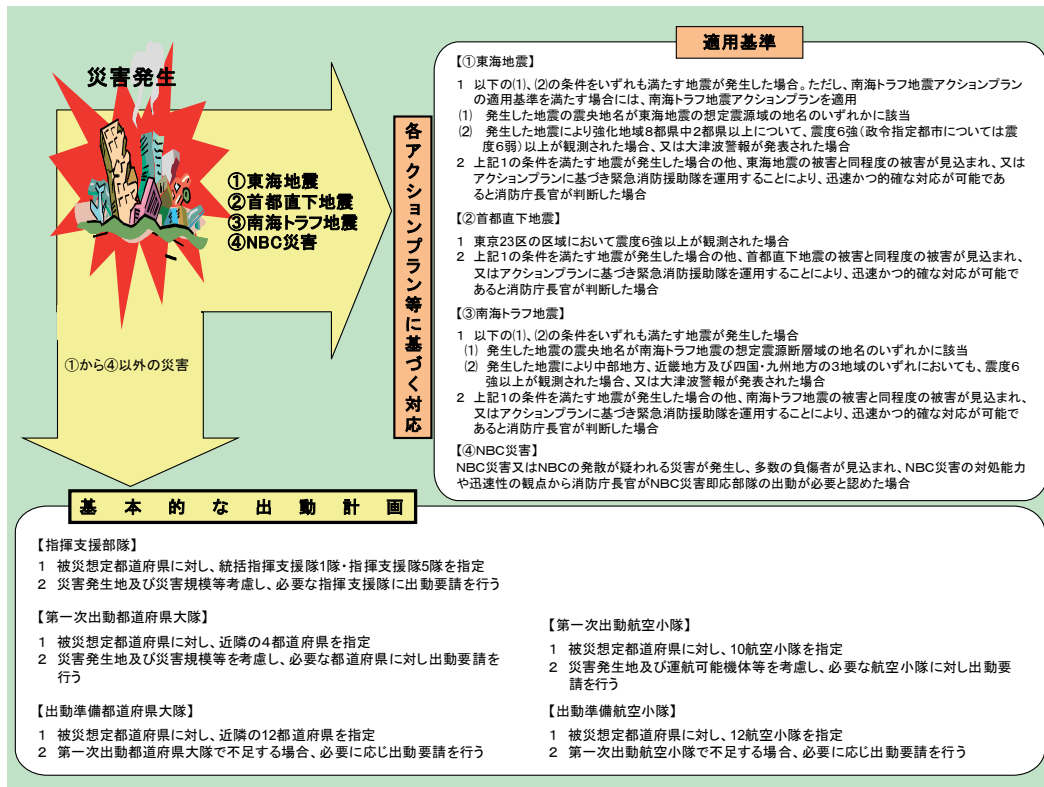 災害発生
①東海地震
②首都直下地震
③南海トラフ地震
④NBC災害
①から④以外の災害
各アクションプラン等に基づく対応
適用基準
【①東海地震】
1 以下の(1)、(2)の条件をいずれも満たす地震が発生した場合。ただし、南海トラフ地震アクションプラン
の適用基準を満たす場合には、南海トラフ地震アクションプランを適用
(1) 発生した地震の震央地名が東海地震の想定震源域の地名のいずれかに該当
(2) 発生した地震により強化地域8都県中2都県以上について、震度6強(政令指定都市については震
度6弱)以上が観測された場合、又は大津波警報が発表された場合
2 上記1の条件を満たす地震が発生した場合の他、東海地震の被害と同程度の被害が見込まれ、又は
アクションプランに基づき緊急消防援助隊を運用することにより、迅速かつ的確な対応が可能であ
ると消防庁長官が判断した場合
【②首都直下地震】
1 東京23区の区域において震度6強以上が観測された場合
2 上記1の条件を満たす地震が発生した場合の他、首都直下地震の被害と同程度の被害が見込まれ、
又はアクションプランに基づき緊急消防援助隊を運用することにより、迅速かつ的確な対応が可能で
あると消防庁長官が判断した場合
【③南海トラフ地震】
1 以下の(1)、(2)の条件をいずれも満たす地震が発生した場合
(1) 発生した地震の震央地名が南海トラフ地震の想定震源断層域の地名のいずれかに該当
(2) 発生した地震により中部地方、近畿地方及び四国・九州地方の3地域のいずれにおいても、震度6
強以上が観測された場合、又は大津波警報が発表された場合
2 上記1の条件を満たす地震が発生した場合の他、南海トラフ地震の被害と同程度の被害が見込まれ、
又はアクションプランに基づき緊急消防援助隊を運用することにより、迅速かつ的確な対応が可能で
あると消防庁長官が判断した場合
【④NBC災害】
NBC災害又はNBCの発散が疑われる災害が発生し、多数の負傷者が見込まれ、NBC災害の対処能力
や迅速性の観点から消防庁長官がNBC災害即応部隊の出動が必要と認めた場合
基本的な出動計画
【指揮支援部隊】
1 被災想定都道府県に対し、統括指揮支援隊1隊・指揮支援隊5隊を指定
2 災害発生地及び災害規模等考慮し、必要な指揮支援隊に出動要請を行う
【第一次出動都道府県大隊】
1 被災想定都道府県に対し、近隣の4都道府県を指定
2 災害発生地及び災害規模等を考慮し、必要な都道府県に対し出動要請を
行う
【第一次出動航空小隊】
1 被災想定都道府県に対し、10航空小隊を指定
2 災害発生地及び運航可能機体等を考慮し、必要な航空小隊に対し出動要
請を行う
【出動準備都道府県大隊】
1 被災想定都道府県に対し、近隣の12都道府県を指定
2 第一次出動都道府県大隊で不足する場合、必要に応じ出動要請を行う
【出動準備航空小隊】
1 被災想定都道府県に対し、12航空小隊を指定
2 第一次出動航空小隊で不足する場合、必要に応じ出動要請を行う